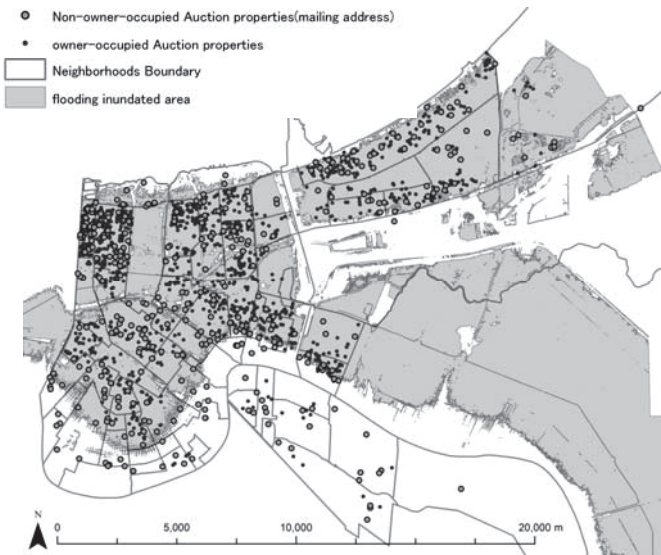 Non-owner-occupied Auction properties(mailing address)
owner-occupied Auction properties
Neighborhoods Boundary
flooding inundated area
N
0 5,000 10,000 20,000 m